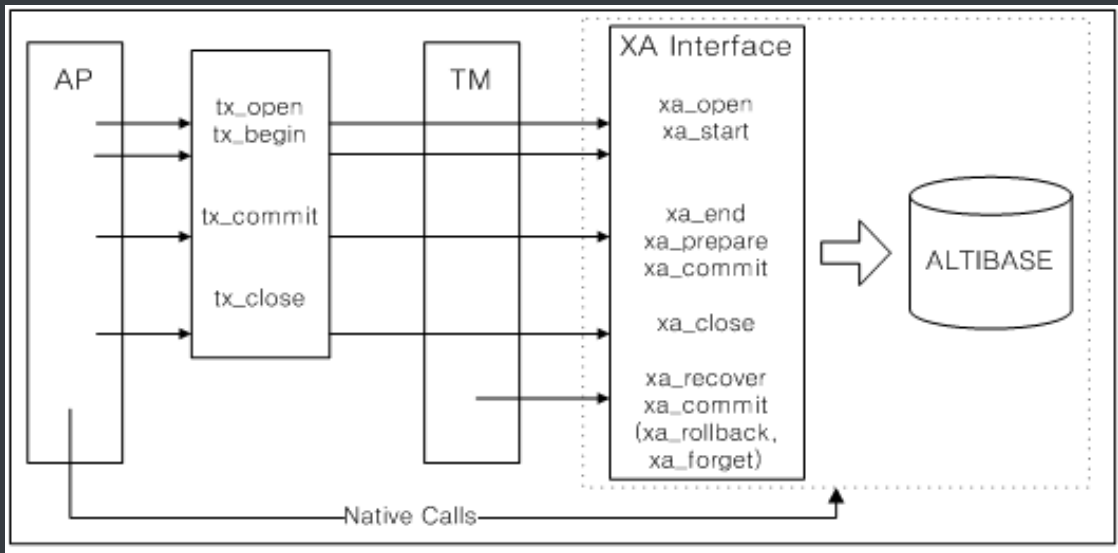 AP
tx_open
tx_begin
tx_commit
tx_close
TM
XA Interface
xa_open
xa_start
xa_end
xa_prepare
xa_commit
xa_close
xa_recover
xa_commit
(xa_rollback,
xa_forget)
ALTIBASE
Native Calls